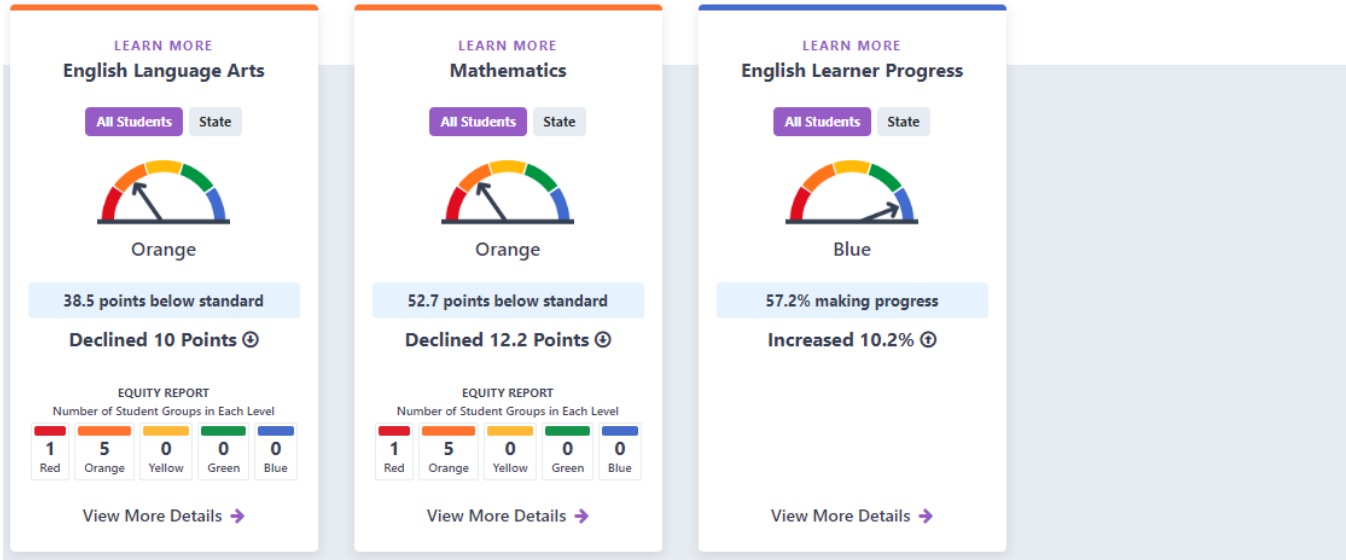 LEARN MORE
English Language Arts
All Students State
Orange
38.5 points below standard
Declined 10 Points
EQUITY REPORT
Number of Student Groups in Each Level
1 5 0 0 0
Red Orange Yellow Green Blue
View More Details
LEARN MORE
Mathematics
All Students State
Orange
52.7 points below standard
Declined 12.2 Points
EQUITY REPORT
Number of Student Groups in Each Level
1 5 0 0 0
Red Orange Yellow Green Blue
View More Details
LEARN MORE
English Learner Progress
All Students State
Blue
57.2% making progress
Increased 10.2%
View More Details